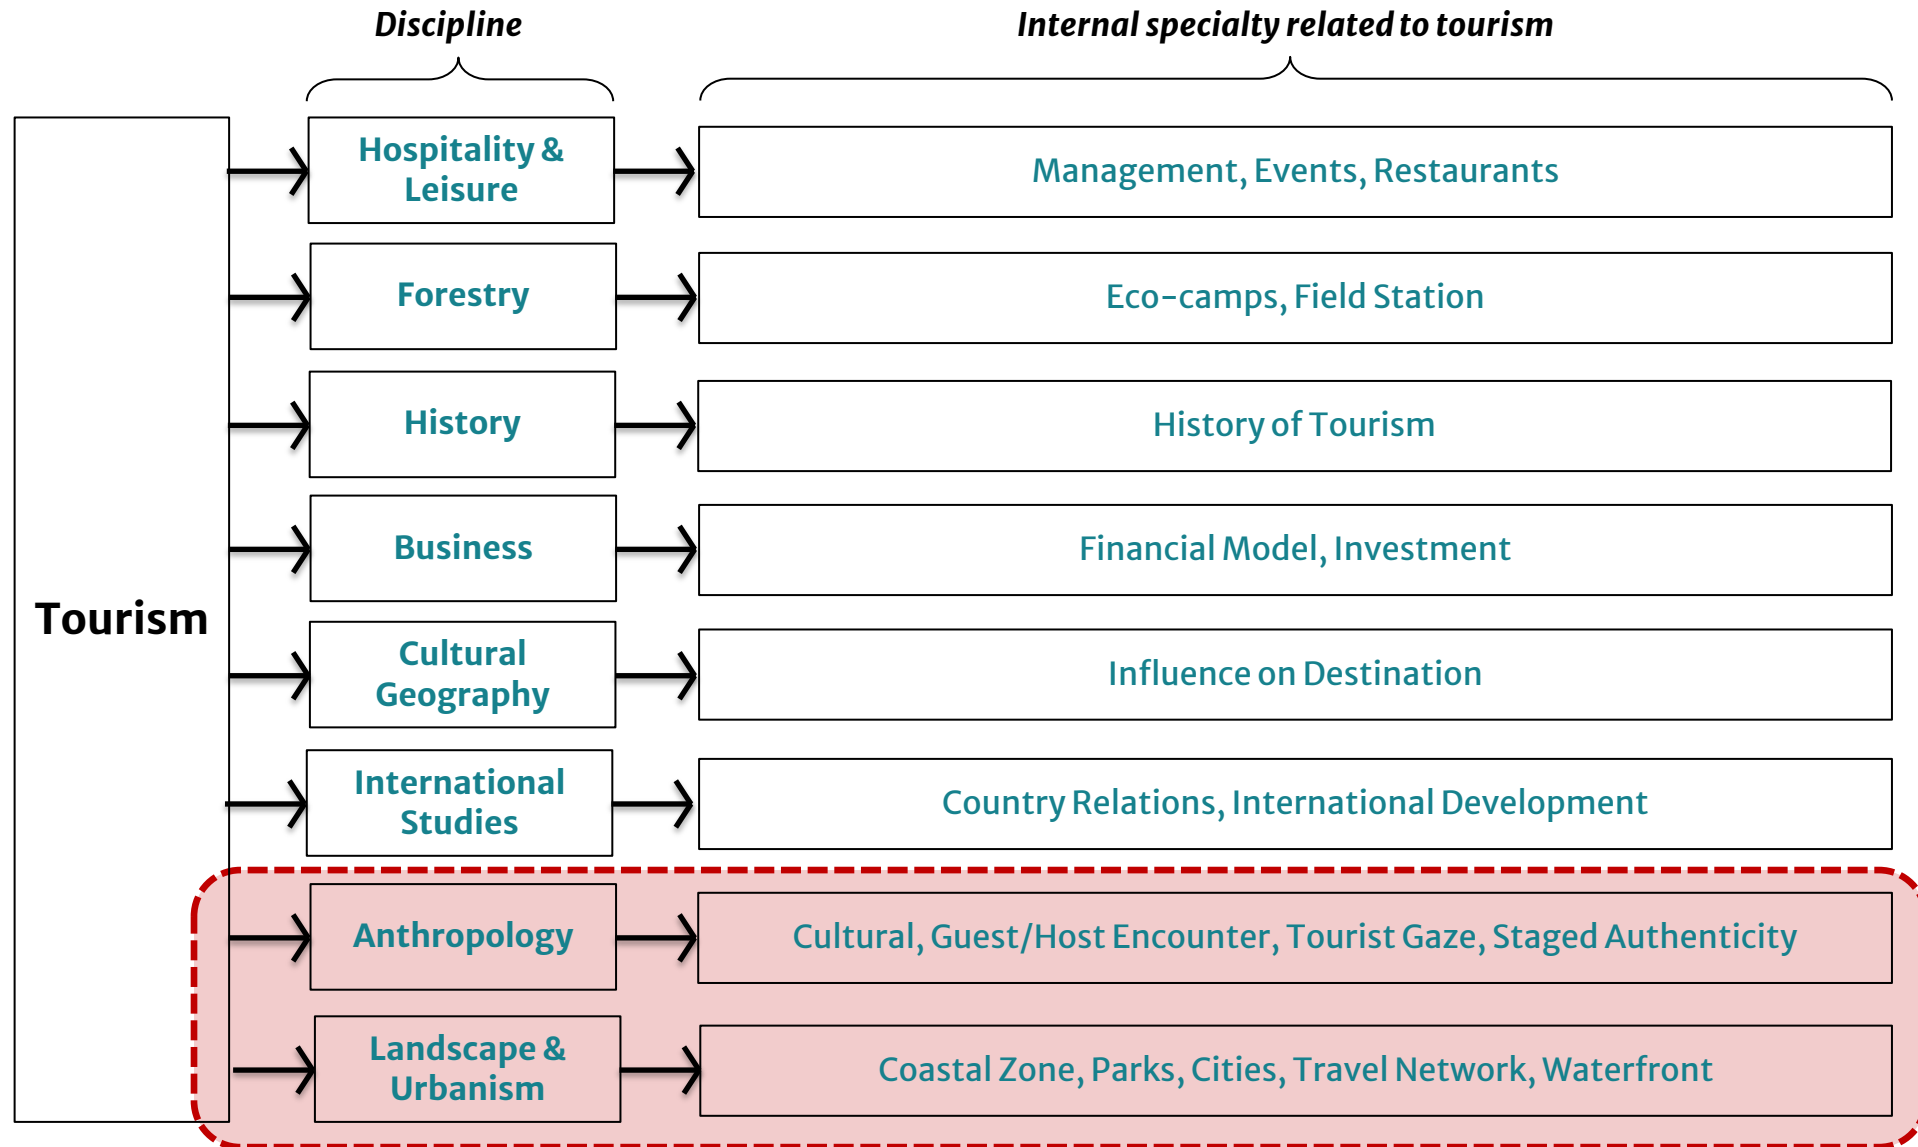 Discipline
Internal specialty related to tourism
Tourism
Hospitality &
Leisure
Management, Events, Restaurants
Forestry
Eco-camps, Field Station
History
History of Tourism
Business
Financial Model, Investment
Cultural
Geography
Influence on Destination
International
Studies
Country Relations, International Development
Anthropology
Cultural, Guest/Host Encounter, Tourist Gaze, Staged Authenticity
Landscape &
Urbanism
Coastal Zone, Parks, Cities, Travel Network, Waterfront